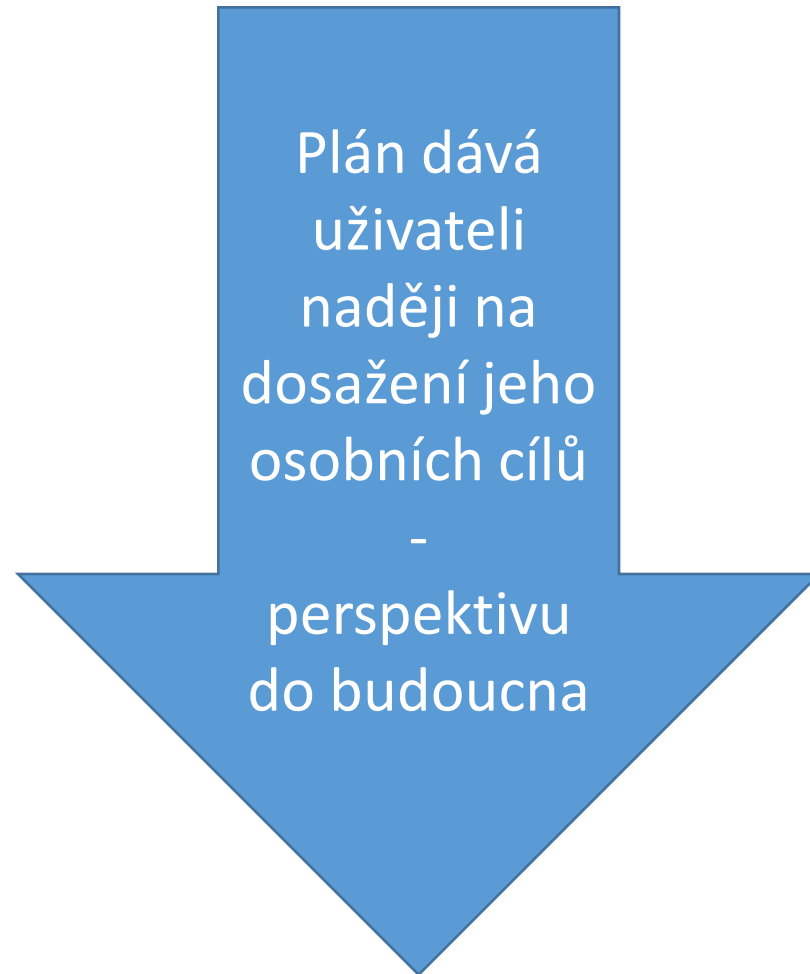 Plán dává
uživateli
naději na
dosažení jeho
osobních cílů
-
perspektivu
do budoucna